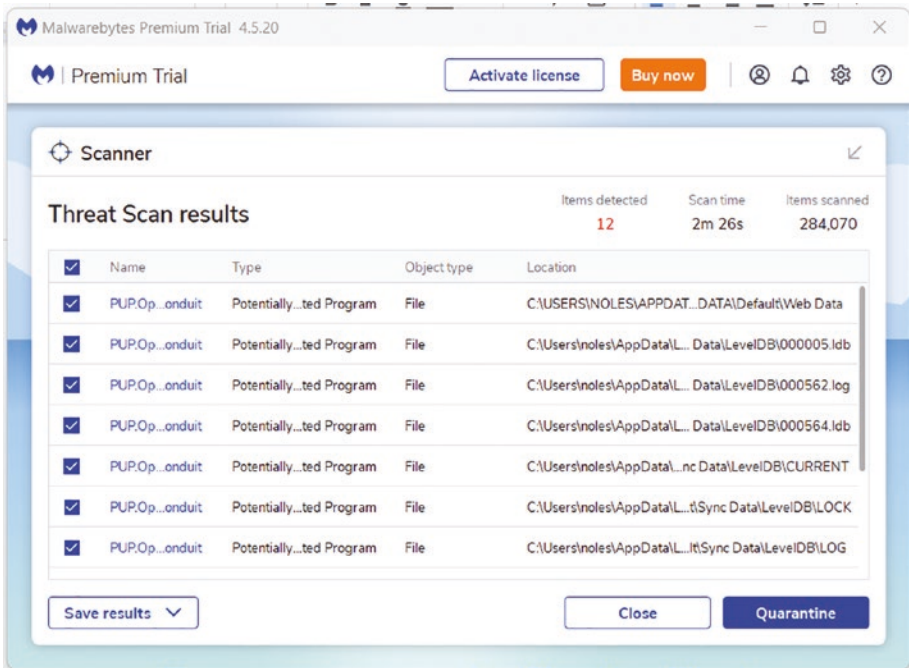 Malwarebytes Premium Trial 4.5.20
Premium Trial
Activate license
Buy now
Scanner
Threat Scan results
Items detected
12
Scan time
2m 26s
Items scanned
284,070
Name Type Object type Location
PUP.Op...onduit Potentially...ted Program File C:\USERS\NOLES\APPDAT...DATA\Default\Web Data
PUP.Op...onduit Potentially...ted Program File C:\Users\noles\AppData\L... Data\LevelDB\000005.ldb
PUP.Op...onduit Potentially...ted Program File C:\Users\noles\AppData\L... Data\LevelDB\000562.log
PUP.Op...onduit Potentially...ted Program File C:\Users\noles\AppData\L... Data\LevelDB\000564.ldb
PUP.Op...onduit Potentially...ted Program File C:\Users\noles\AppData\...nc Data\LevelDB\CURRENT
PUP.Op...onduit Potentially...ted Program File C:\Users\noles\AppData\L...t\Sync Data\LevelDB\LOCK
PUP.Op...onduit Potentially...ted Program File C:\Users\noles\AppData\L...lt\Sync Data\LevelDB\LOG
Save results
Close
Quarantine